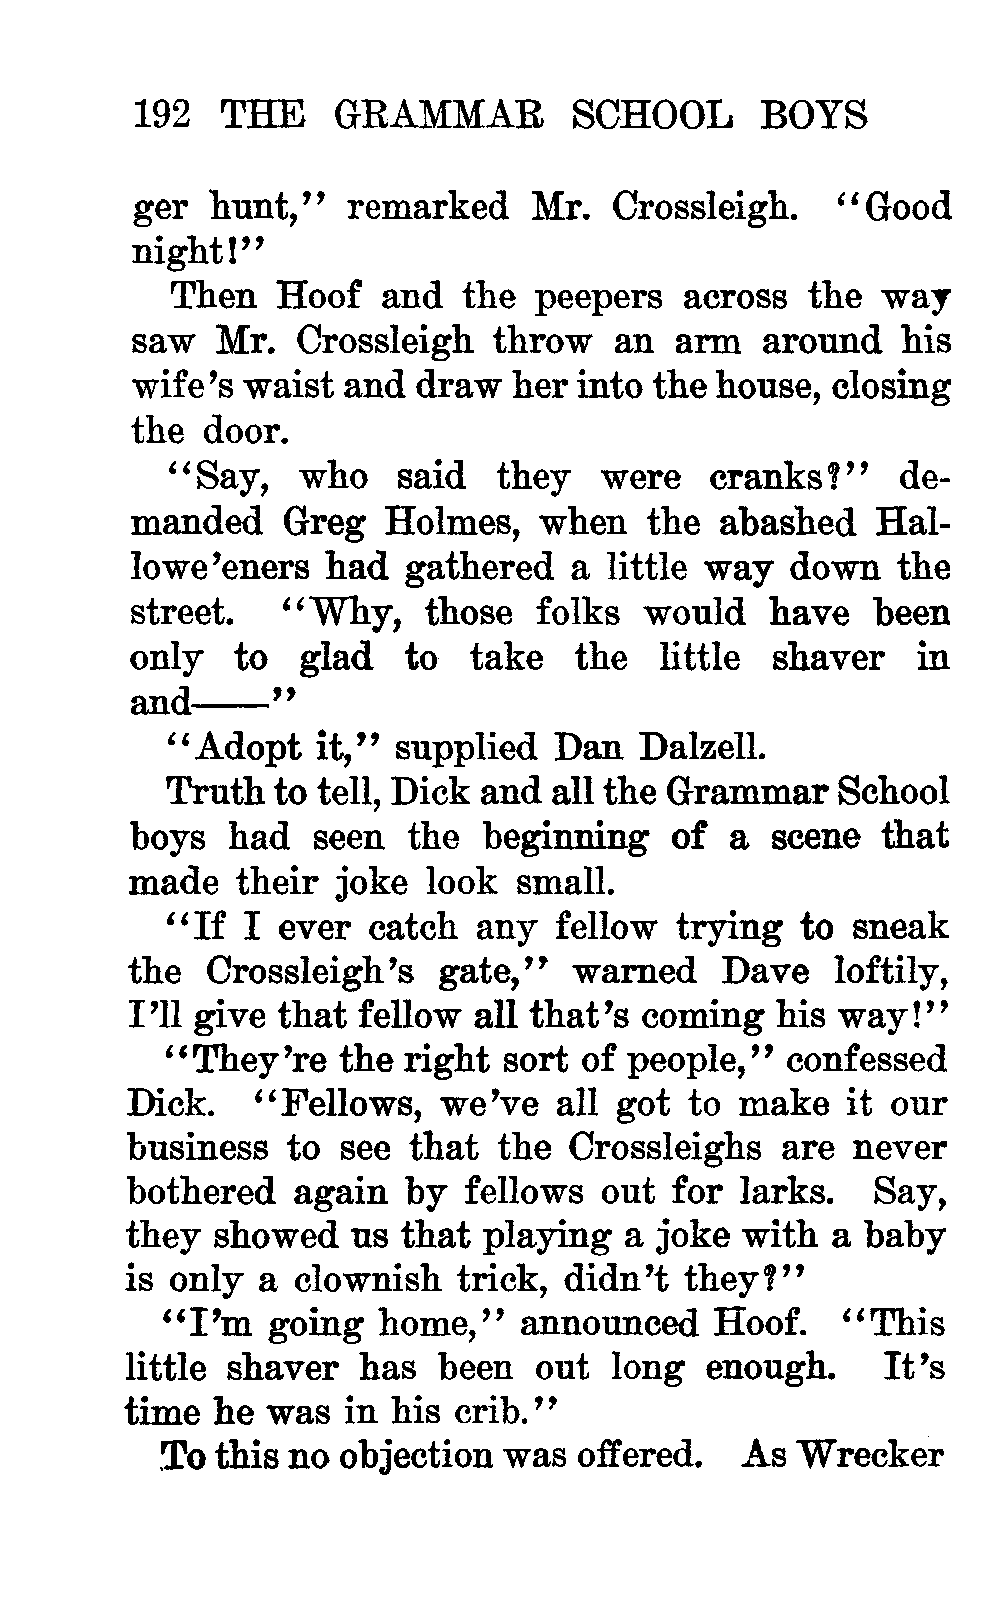 192 THE GRAMMAR SCHOOL BOYS
ger hunt,” remarked Mr. Crossleigh. “Good
night!”
Then Hoof and the peepers across the way
saw Mr. Crossleigh throw an arm around his
wife’s waist and draw her into the house, closing
the door.
“Say, who said they were cranks?” de-
manded Greg Holmes, when the abashed Hal-
lowe’eners had gathered a little way down the
street. “Why, those folks would have been
only to glad to take the little shaver in
and——”
“Adopt it,” supplied Dan Dalzell.
Truth to tell, Dick and all the Grammar School
boys had seen the beginning of a scene that
made their joke look small.
“If I ever catch any fellow trying to sneak
the Crossleigh’s gate,” warned Dave loftily,
I’ll give that fellow all that’s coming his way!”
“They’re the right sort of people,” confessed
Dick. “Fellows, we’ve all got to make it our
business to see that the Crossleighs are never
bothered again by fellows out for larks. Say,
they showed us that playing a joke with a baby
is only a clownish trick, didn’t they?”
“I’m going home,” announced Hoof. “This
little shaver has been out long enough. It’s
time he was in his crib.”
To this no objection was offered. As Wrecker